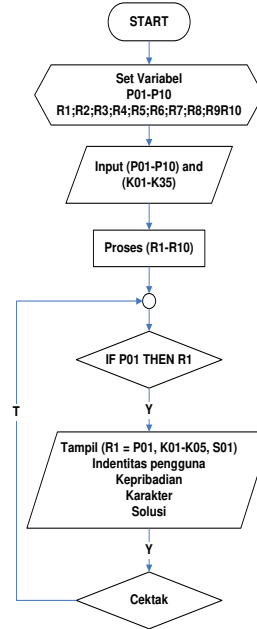 START
Set Variabel
P01-P10
R1;R2;R3;R4;R5;R6;R7;R8;R9R10
Input (P01-P10) and
(K01-K35)
Proses (R1-R10)
IF P01 THEN R1
T
Y
Tampil (R1 = P01, K01-K05, S01)
Indentitas pengguna
Kepribadian
Karakter
Solusi
Y
Cektak